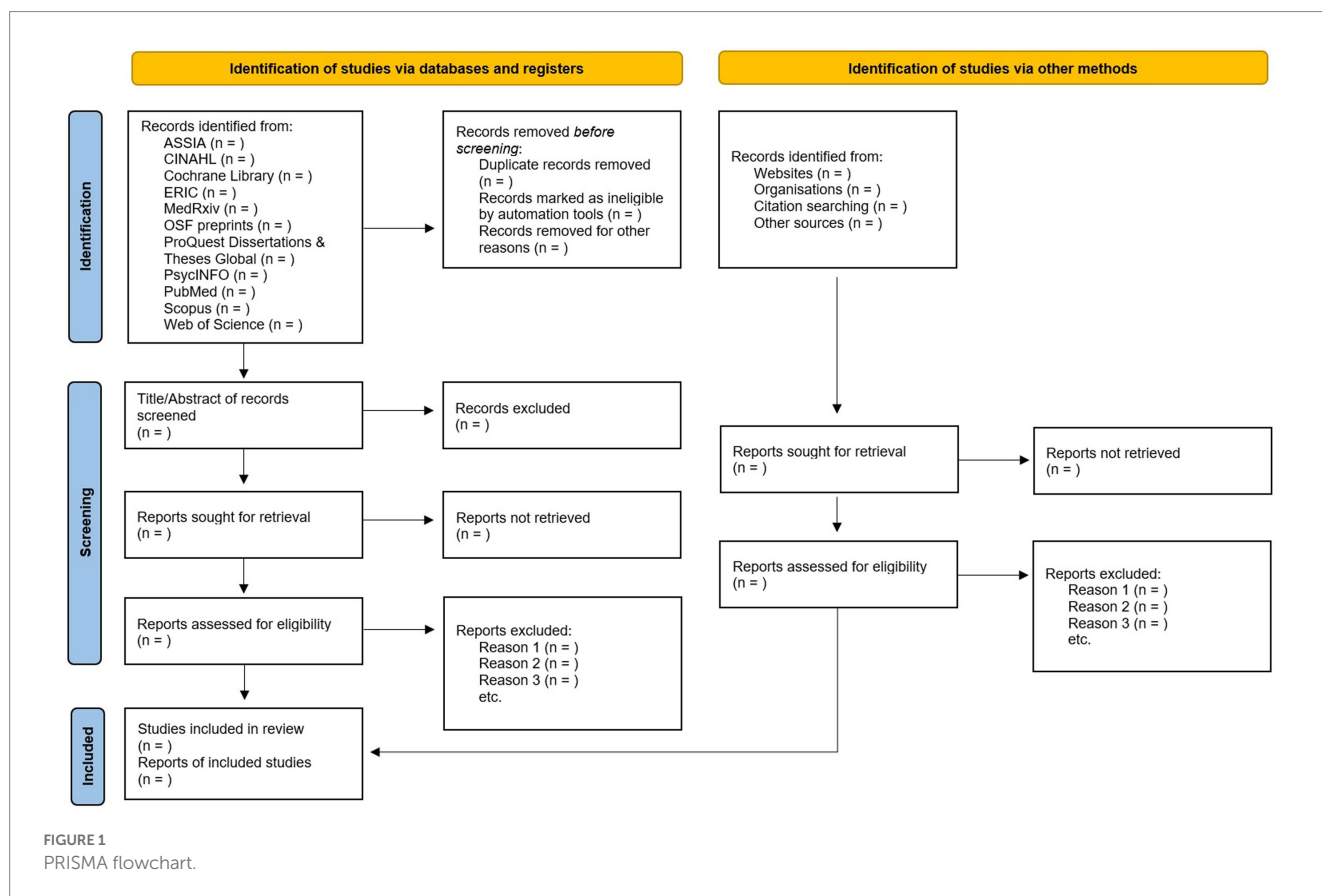 Identification of studies via databases and registers
Identification of studies via other methods
Identification
Records identified from:
ASSIA (n = )
CINAHL (n = )
Cochrane Library (n = )
ERIC (n = )
MedRxiv (n = )
OSF preprints (n = )
ProQuest Dissertations &
Theses Global (n = )
PsycINFO (n = )
PubMed (n = )
Scopus (n = )
Web of Science (n = )
Records removed before
screening:
Duplicate records removed
(n = )
Records marked as ineligible
by automation tools (n = )
Records removed for other
reasons (n = )
Records identified from:
Websites (n = )
Organisations (n = )
Citation searching (n = )
Other sources (n = )
Screening
Title/Abstract of records
screened
(n = )
Records excluded
(n = )
Reports sought for retrieval
(n = )
Reports not retrieved
(n = )
Reports sought for retrieval
(n = )
Reports not retrieved
(n = )
Reports assessed for eligibility
(n = )
Reports excluded:
Reason 1 (n = )
Reason 2 (n = )
Reason 3 (n = )
etc.
Reports assessed for eligibility
(n = )
Reports excluded:
Reason 1 (n = )
Reason 2 (n = )
Reason 3 (n = )
etc.
Included
Studies included in review
(n = )
Reports of included studies
(n = )
FIGURE 1
PRISMA flowchart.